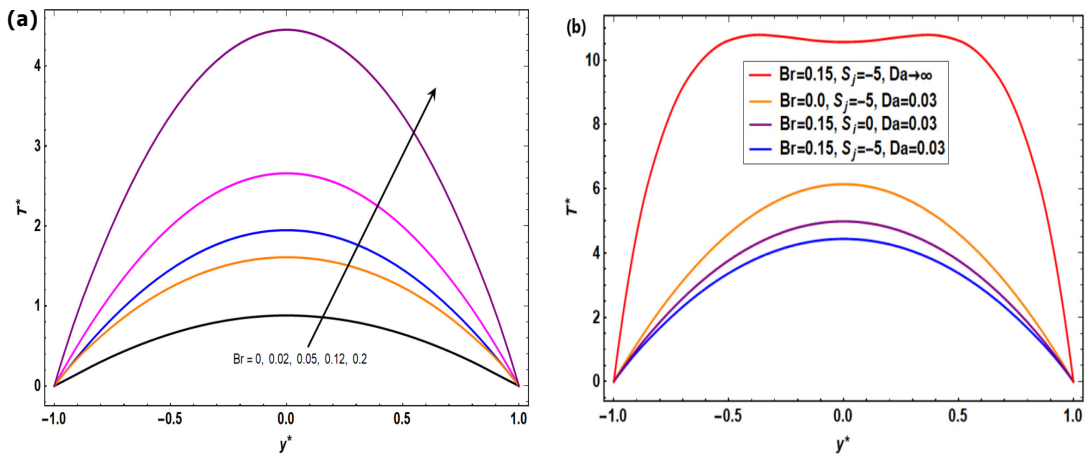 (a)
4
3
2
1
0
T*
Br = 0, 0.02, 0.05, 0.12, 0.2
−1.0 −0.5 0.0 0.5 1.0
y*
(b)
10
8
6
4
2
0
T*
Br=0.15, Sj=−5, Da→∞
Br=0.0, Sj=−5, Da=0.03
Br=0.15, Sj=0, Da=0.03
Br=0.15, Sj=−5, Da=0.03
−1.0 −0.5 0.0 0.5 1.0
y*